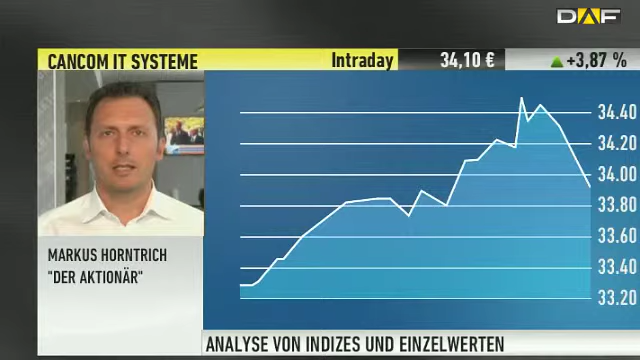 DAF
CANCOM IT SYSTEME Intraday 34,10 € +3,87 %
34.40
34.20
34.00
33.80
33.60
33.40
33.20
MARKUS HORNTRICH
"DER AKTIONÄR"
ANALYSE VON INDIZES UND EINZELWERTEN